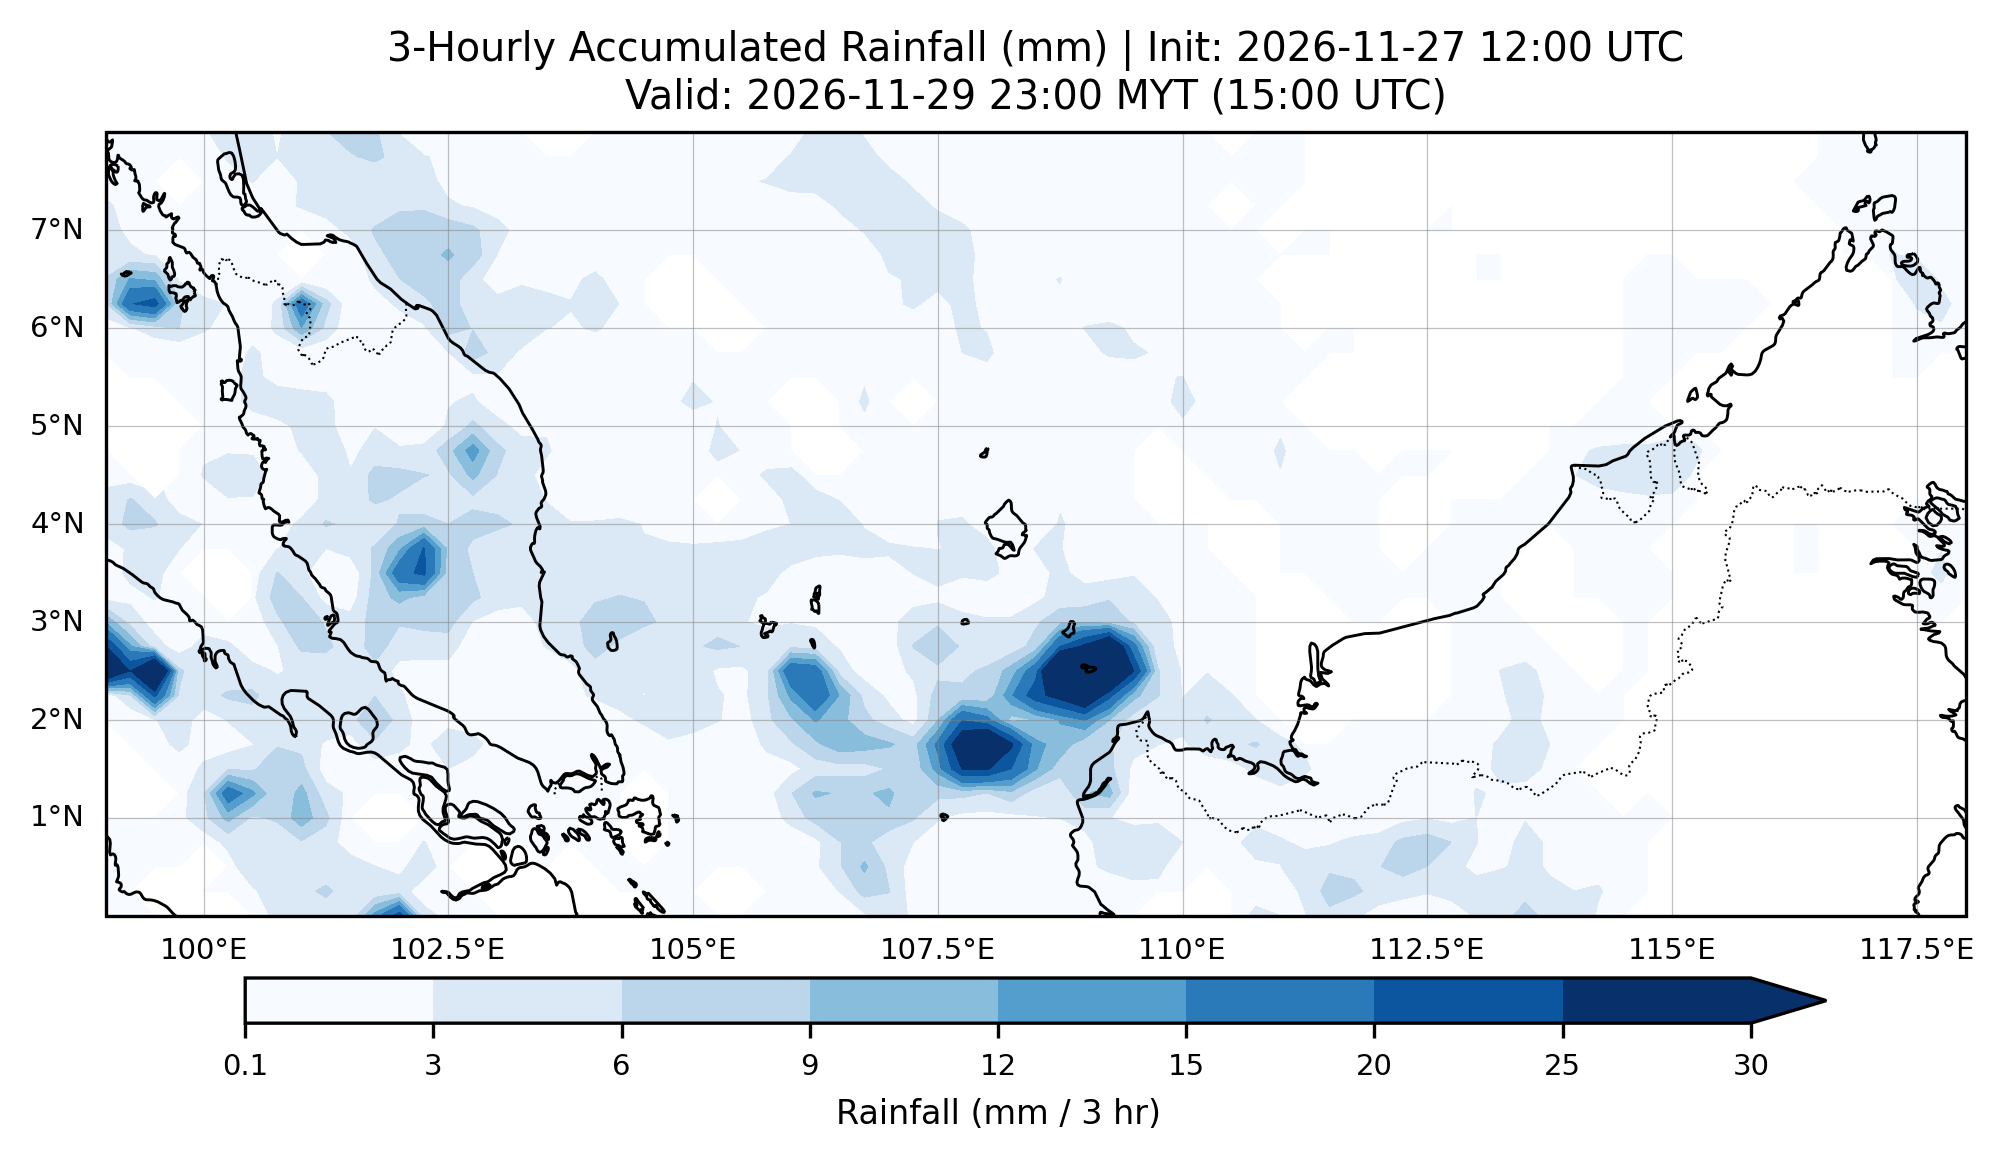 3-Hourly Accumulated Rainfall (mm) | Init: 2026-11-27 12:00 UTC
Valid: 2026-11-29 23:00 MYT (15:00 UTC)
7°N
6°N
5°N
4°N
3°N
2°N
1°N
100°E 102.5°E 105°E 107.5°E 110°E 112.5°E 115°E 117.5°E
0.1 3 6 9 12 15 20 25 30
Rainfall (mm / 3 hr)